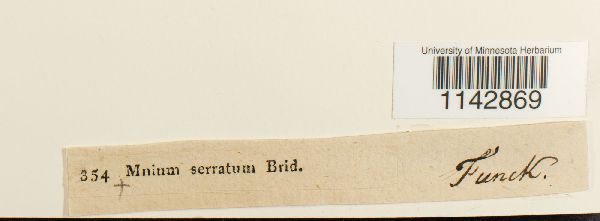 University of Minnesota Herbarium
1142869
354 Mnium serratum Brid. Funck.
+